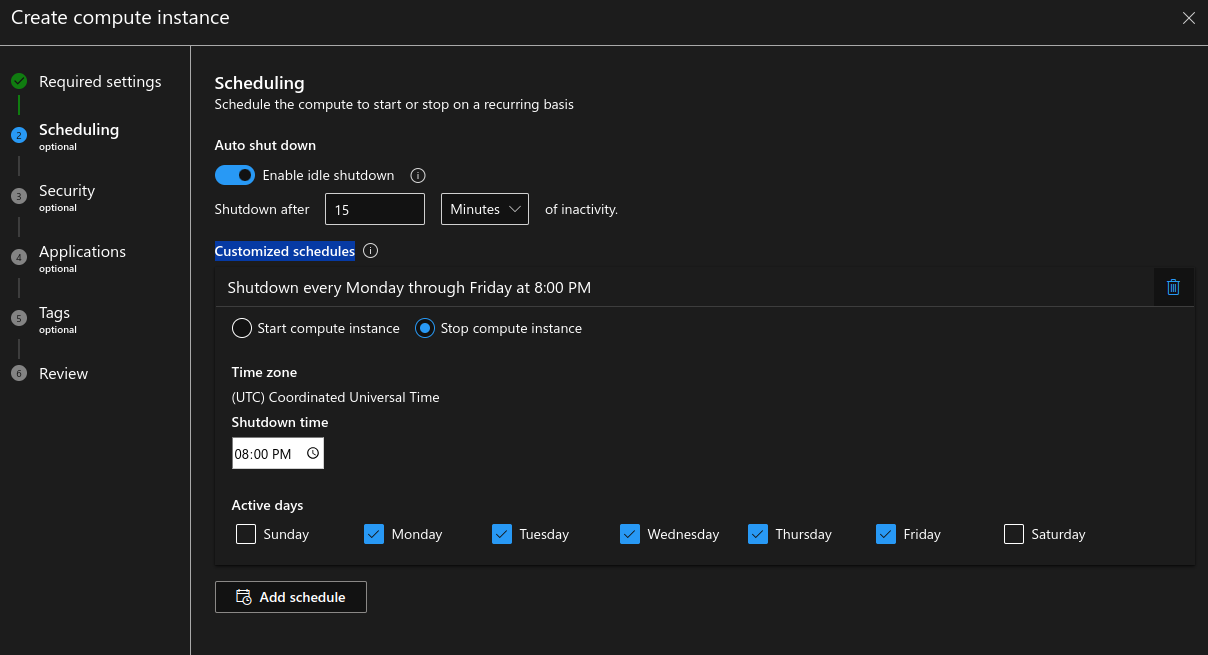 Create compute instance
Required settings
2 Scheduling
optional
3 Security
optional
4 Applications
optional
5 Tags
optional
6 Review
Scheduling
Schedule the compute to start or stop on a recurring basis
Auto shut down
Enable idle shutdown
Shutdown after 15 Minutes of inactivity.
Customized schedules
Shutdown every Monday through Friday at 8:00 PM
Start compute instance Stop compute instance
Time zone
(UTC) Coordinated Universal Time
Shutdown time
08:00 PM
Active days
Sunday Monday Tuesday Wednesday Thursday Friday Saturday
Add schedule